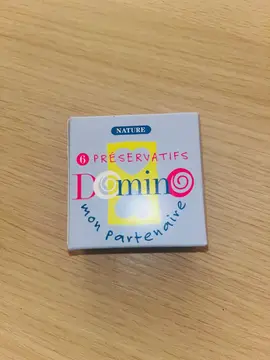 NATURE
6 PRÉSERVATIFS
Domino
mon partenaire